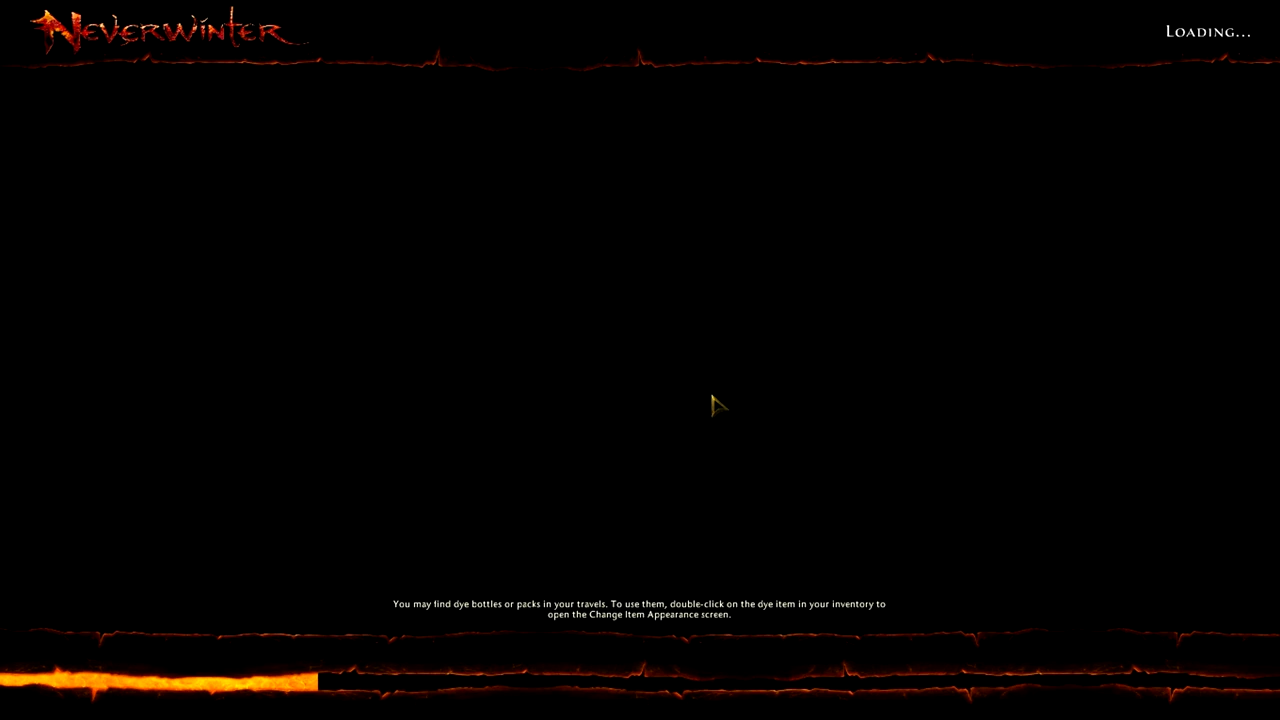 Neverwinter
Loading...
You may find dye bottles or packs in your travels. To use them, double-click on the dye item in your inventory to
open the Change Item Appearance screen.